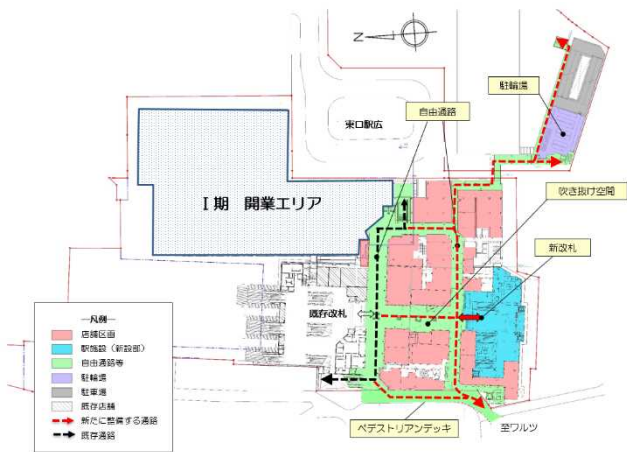 N
駐輪場
自由通路
東口駅広
吹き抜け空間
Ⅰ期 開業エリア
新改札
既存改札
―凡例―
店舗区画
駅施設（新設部）
自由通路等
駐輪場
駐車場
既存店舗
新たに整備する通路
既存通路
ペデストリアンデッキ
至ワルツ